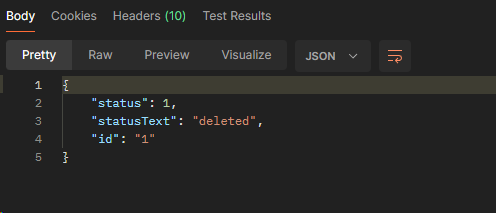 Body Cookies Headers (10) Test Results
Pretty Raw Preview Visualize JSON
1 {
2 "status": 1,
3 "statusText": "deleted",
4 "id": "1"
5 }